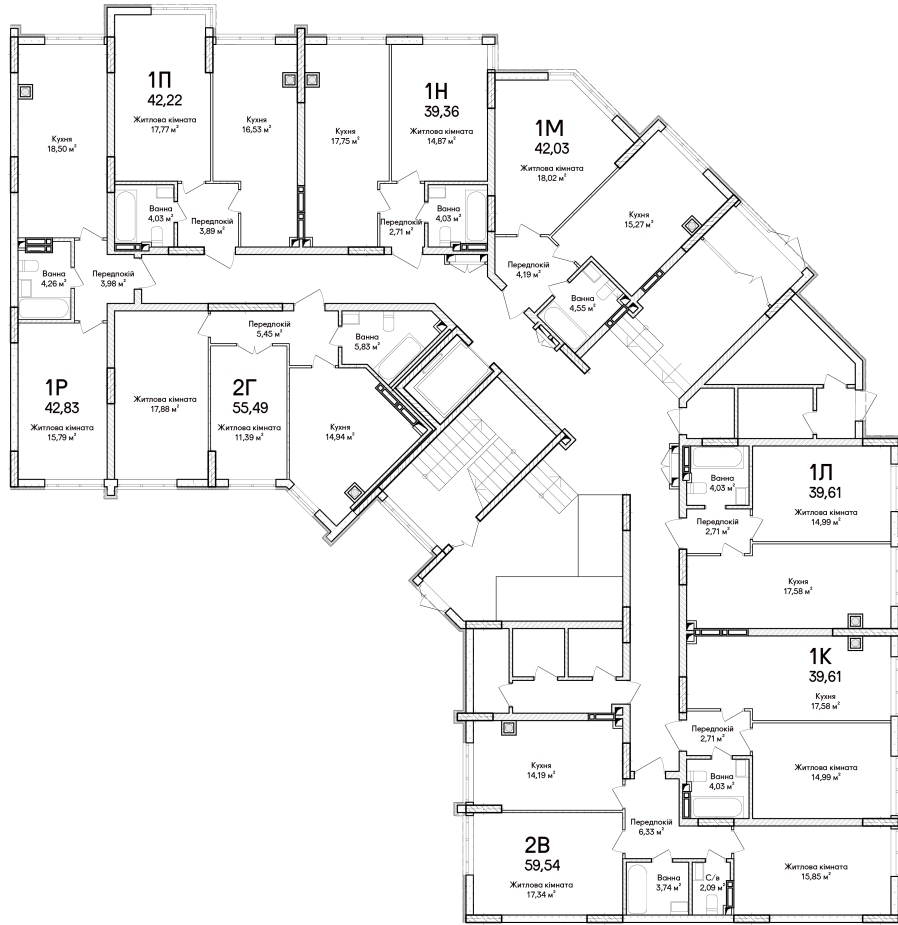 1П
42,22
Житлова кімната
17,77 м²
Кухня
16,53 м²
Кухня
18,50 м²
Ванна
4,03 м²
Передпокій
3,89 м²
1Н
39,36
Житлова кімната
14,87 м²
Кухня
17,75 м²
Передпокій
2,71 м²
Ванна
4,03 м²
1М
42,03
Житлова кімната
18,02 м²
Кухня
15,27 м²
Передпокій
4,19 м²
Ванна
4,55 м²
Ванна
4,26 м²
Передпокій
3,98 м²
1Р
42,83
Житлова кімната
15,79 м²
Житлова кімната
17,88 м²
Передпокій
5,45 м²
Ванна
5,83 м²
2Г
55,49
Житлова кімната
11,39 м²
Кухня
14,94 м²
Ванна
4,03 м²
1Л
39,61
Житлова кімната
14,99 м²
Передпокій
2,71 м²
Кухня
17,58 м²
1К
39,61
Кухня
17,58 м²
Передпокій
2,71 м²
Житлова кімната
14,99 м²
Ванна
4,03 м²
Кухня
14,19 м²
Передпокій
6,33 м²
2В
59,54
Житлова кімната
17,34 м²
Ванна
3,74 м²
С/в
2,09 м²
Житлова кімната
15,85 м²